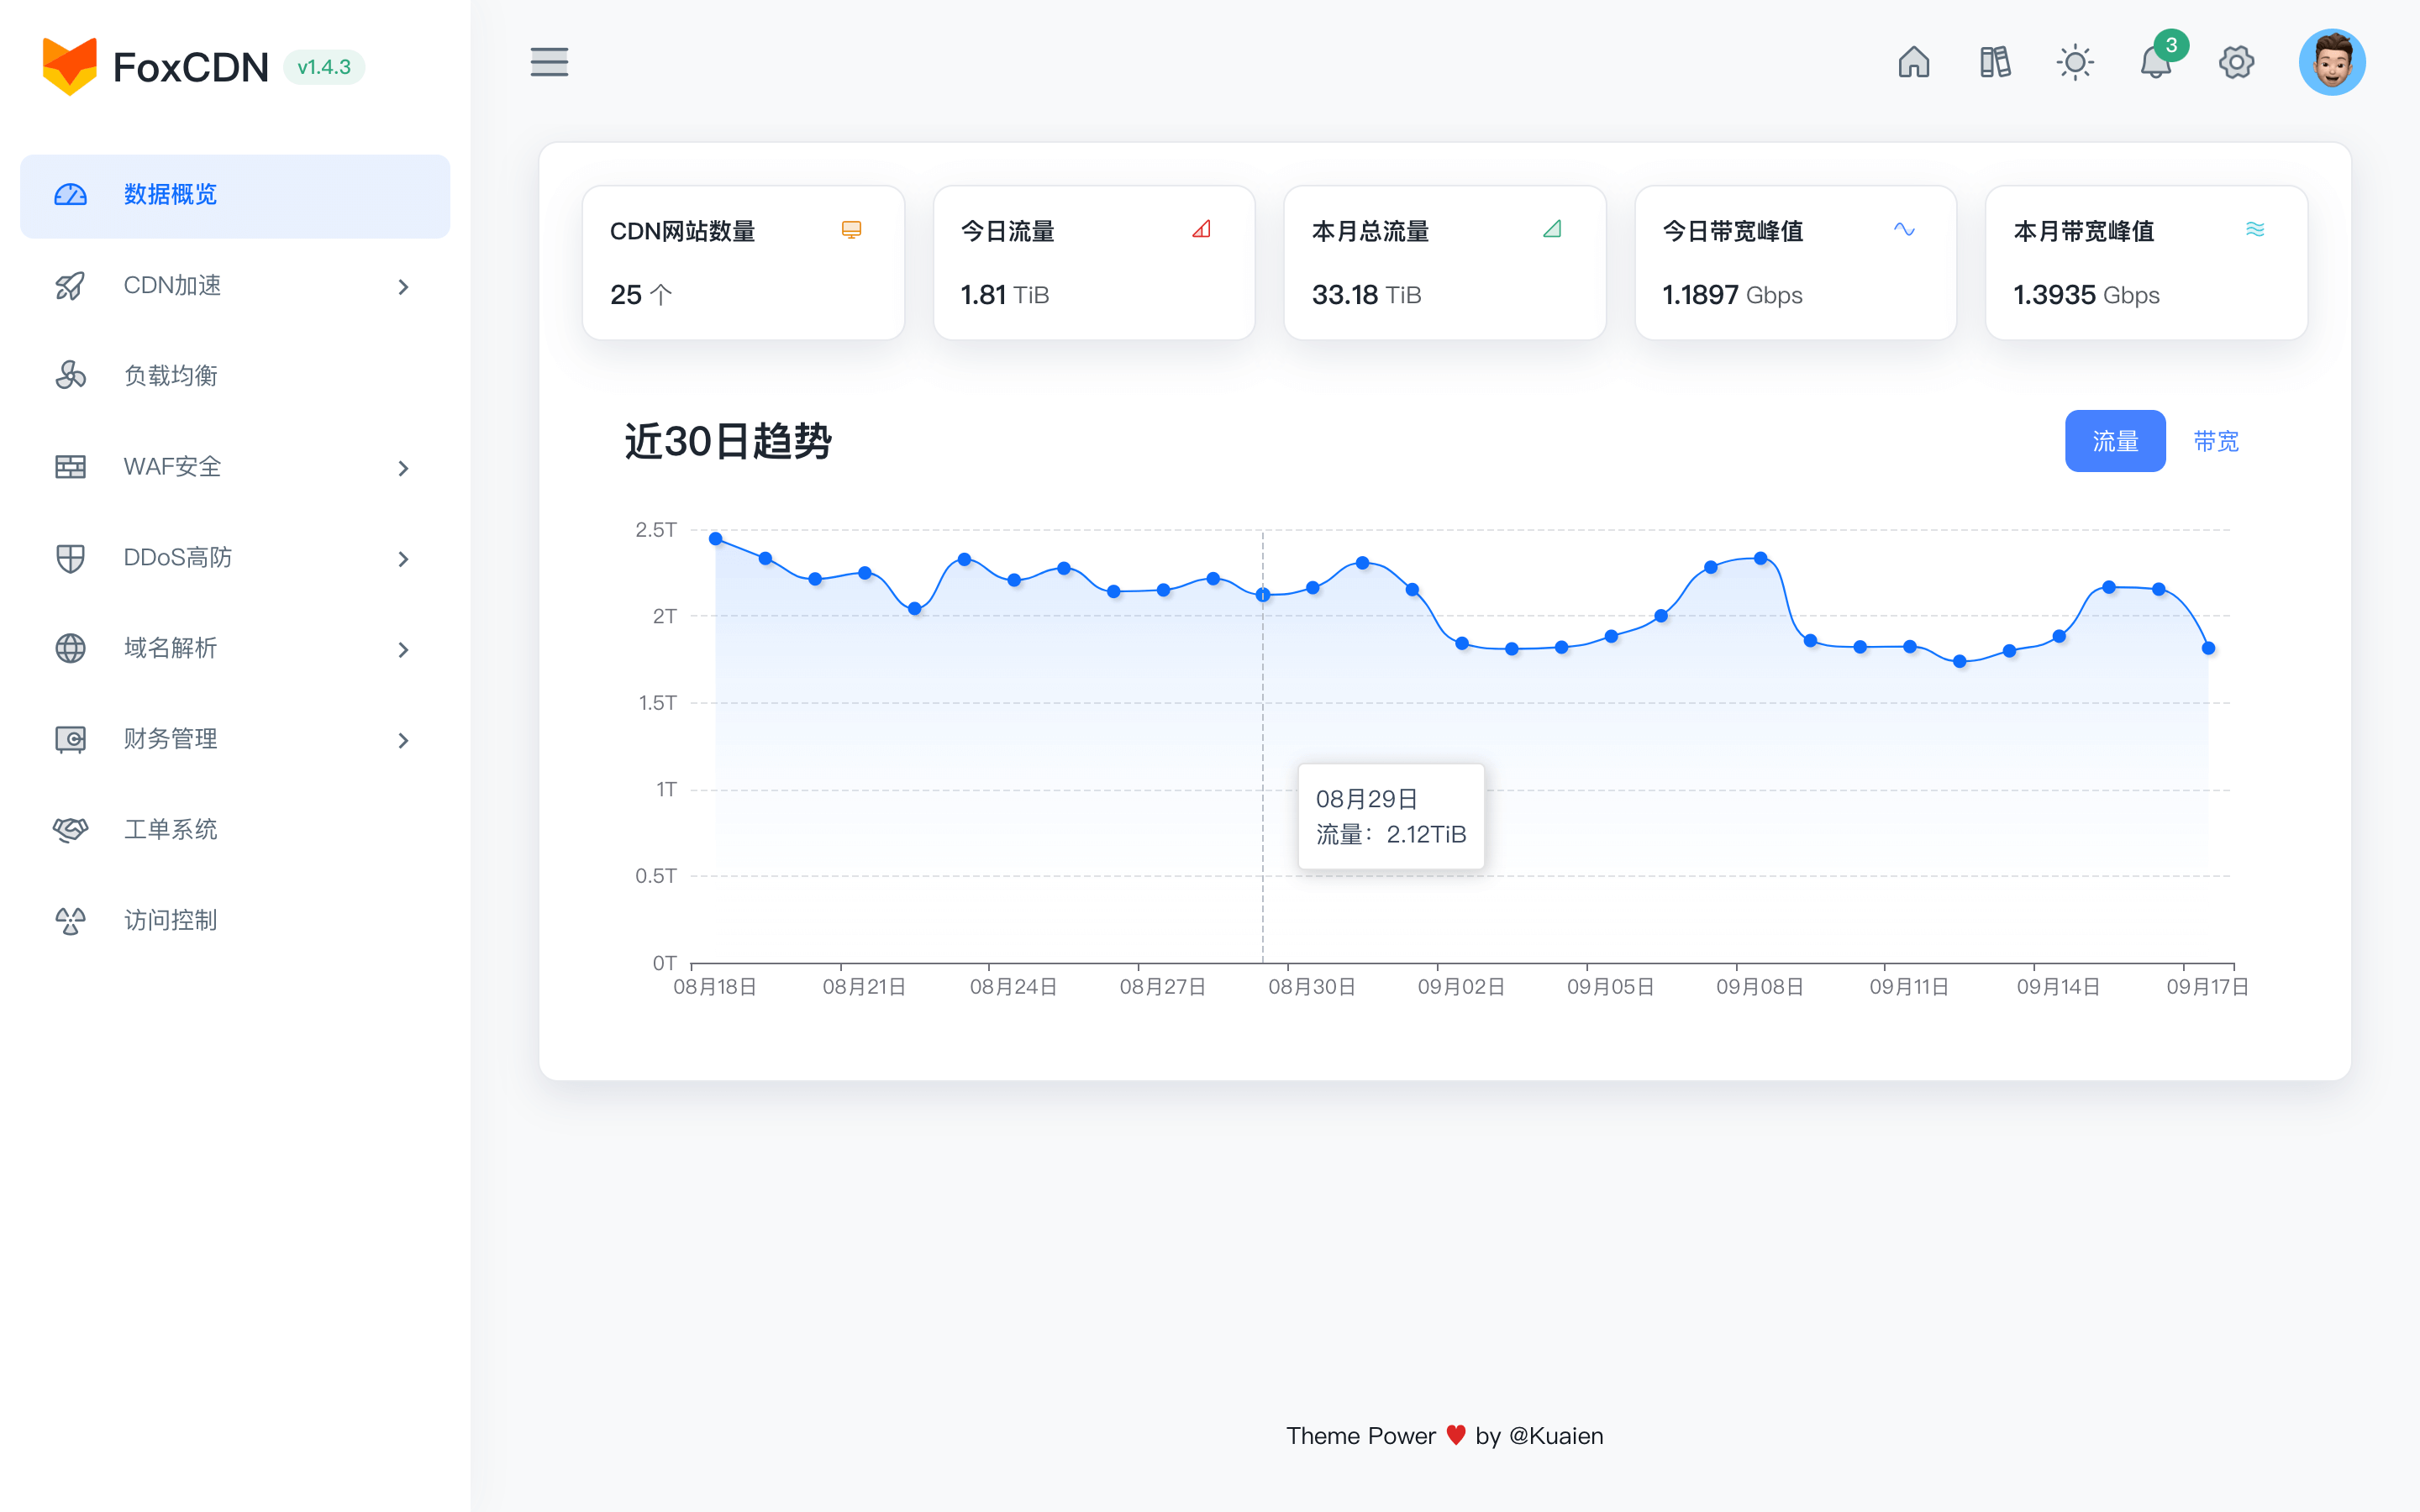 FoxCDN v1.4.3
3
数据概览
CDN加速
负载均衡
WAF安全
DDoS高防
域名解析
财务管理
工单系统
访问控制
CDN网站数量
25 个
今日流量
1.81 TiB
本月总流量
33.18 TiB
今日带宽峰值
1.1897 Gbps
本月带宽峰值
1.3935 Gbps
近30日趋势
流量 带宽
2.5T
2T
1.5T
1T
0.5T
0T
08月29日
流量：2.12TiB
08月18日 08月21日 08月24日 08月27日 08月30日 09月02日 09月05日 09月08日 09月11日 09月14日 09月17日
Theme Power ♥ by @Kuaien